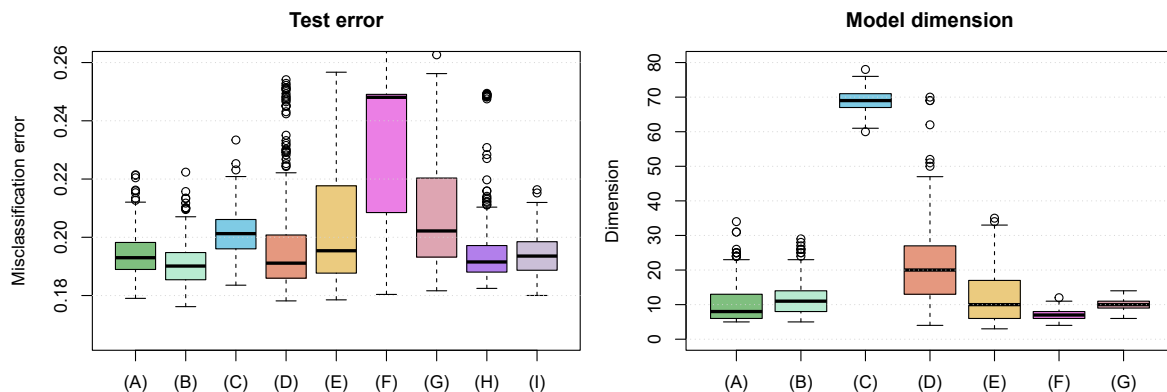 Test error
Misclassification error
0.26
0.24
0.22
0.20
0.18
(A) (B) (C) (D) (E) (F) (G) (H) (I)
Model dimension
Dimension
80
70
60
50
40
30
20
10
0
(A) (B) (C) (D) (E) (F) (G)